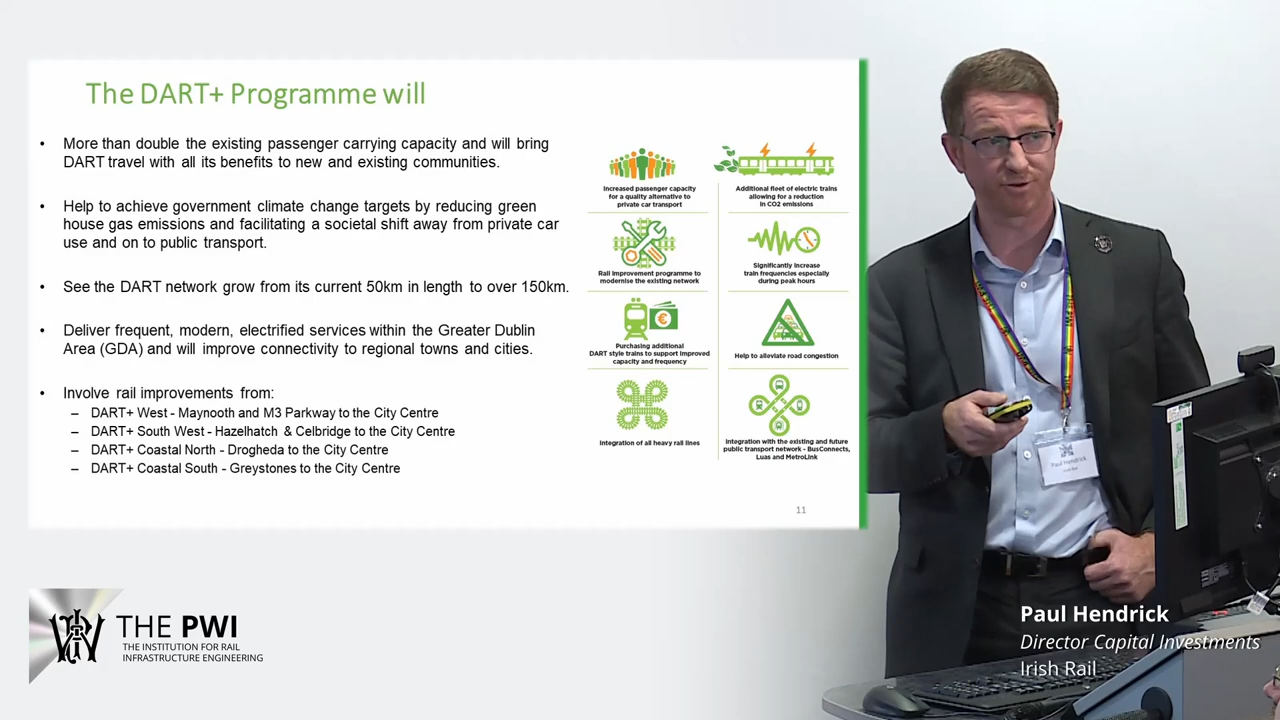 The DART+ Programme will
• More than double the existing passenger carrying capacity and will bring
DART travel with all its benefits to new and existing communities.
• To help achieve government climate change targets by reducing green
house gas emissions and facilitating a societal shift away from private car
use and on to public transport.
• See the DART network grow from its current 50km in length to over 150km.
• Deliver frequent, modern, electrified services within the Greater Dublin
Area (GDA) and will improve connectivity to regional towns and cities.
• Involve rail improvements from:
– DART+ West - Maynooth and M3 Parkway to the City Centre
– DART+ South West - Hazelhatch & Celbridge to the City Centre
– DART+ Coastal North - Drogheda to the City Centre
– DART+ Coastal South - Greystones to the City Centre
Increased passenger capacity
for a quality alternative to
private car transport
Additional fleet of electric trains
allowing for a reduction
in CO2 emissions
Rail improvement programme to
modernise the existing network
Significantly increase
train frequencies especially
during peak hours
€
Purchasing additional
DART style trains to support improved
capacity and frequency
Help to alleviate road congestion
Integration of all heavy rail lines
Integration with the existing and future
public transport network - BusConnects,
Luas and MetroLink
11
Paul Hendrick
THE PWI
THE INSTITUTION FOR RAIL
INFRASTRUCTURE ENGINEERING
Paul Hendrick
Director Capital Investments
Irish Rail